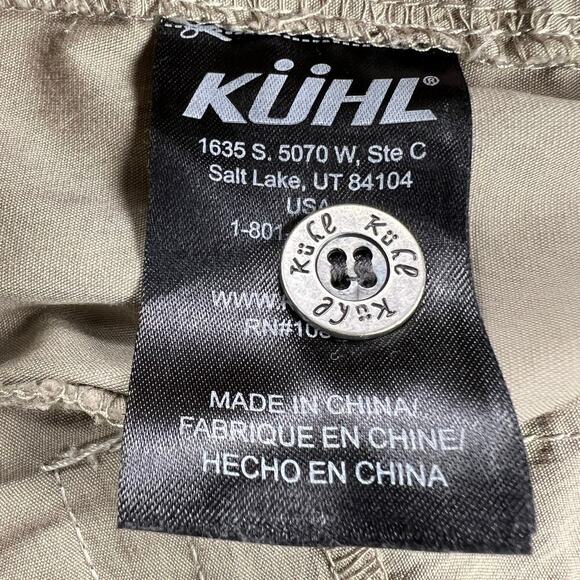 KÜHL®
1635 S. 5070 W, Ste C
Salt Lake, UT 84104
USA
1-801-
Kühl Kühl Kühl Kühl
WWW.
RN#10
MADE IN CHINA/
FABRIQUE EN CHINE/
HECHO EN CHINA